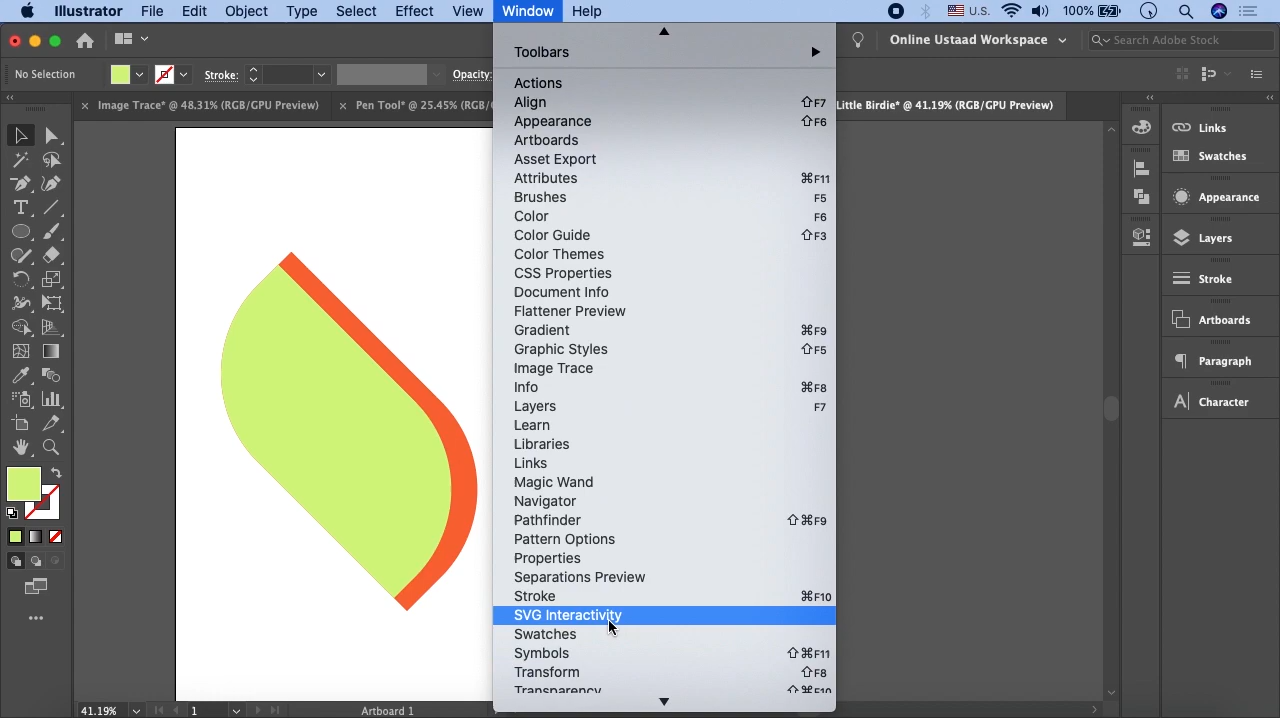 Illustrator File Edit Object Type Select Effect View Window Help U.S. 100%
Online Ustaad Workspace Search Adobe Stock
No Selection Stroke: Opacity:
Image Trace* @ 48.31% (RGB/GPU Preview) Pen Tool* @ 25.45% (RGB/ Little Birdie* @ 41.19% (RGB/GPU Preview)
Toolbars
Actions
Align ⇧F7
Appearance ⇧F6
Artboards
Asset Export
Attributes ⌘F11
Brushes F5
Color F6
Color Guide ⇧F3
Color Themes
CSS Properties
Document Info
Flattener Preview
Gradient ⌘F9
Graphic Styles ⇧F5
Image Trace
Info ⌘F8
Layers F7
Learn
Libraries
Links
Magic Wand
Navigator
Pathfinder ⇧⌘F9
Pattern Options
Properties
Separations Preview
Stroke ⌘F10
SVG Interactivity
Swatches
Symbols ⇧⌘F11
Transform ⇧F8
Transparency ⇧⌘F10
Links
Swatches
Appearance
Layers
Stroke
Artboards
Paragraph
Character
41.19% 1 Artboard 1